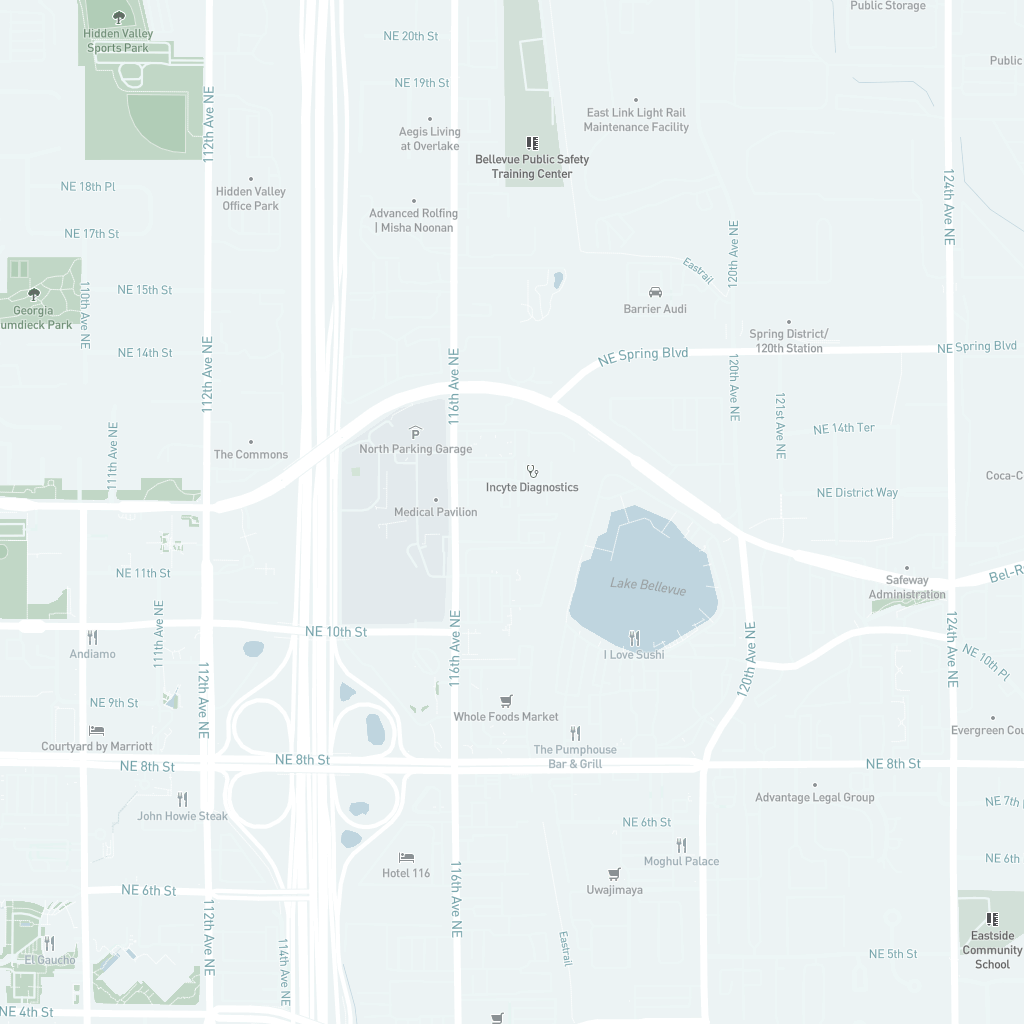 Public Storage
Hidden Valley
Sports Park
NE 20th St
Public
NE 19th St
112th Ave NE
East Link Light Rail
Maintenance Facility
Aegis Living
at Overlake
Bellevue Public Safety
Training Center
NE 18th Pl
Hidden Valley
Office Park
124th Ave NE
Advanced Rolfing
| Misha Noonan
NE 17th St
120th Ave NE
Eastrail
NE 15th St
110th Ave NE
Georgia
umdieck Park
Barrier Audi
Spring District/
120th Station
NE 14th St
NE Spring Blvd
NE Spring Blvd
112th Ave NE
116th Ave NE
120th Ave NE
121st Ave NE
NE 14th Ter
P
North Parking Garage
The Commons
111th Ave NE
Coca-C
Incyte Diagnostics
NE District Way
Medical Pavilion
NE 11th St
Bel-R
Lake Bellevue
Safeway
Administration
111th Ave NE
NE 10th St
116th Ave NE
124th Ave NE
120th Ave NE
Andiamo
I Love Sushi
NE 10th Pl
112th Ave NE
NE 9th St
Whole Foods Market
Evergreen Cou
Courtyard by Marriott
The Pumphouse
Bar & Grill
NE 8th St
NE 8th St
NE 8th St
Advantage Legal Group
NE 7th
John Howie Steak
NE 6th St
Moghul Palace
NE 6th
Hotel 116
Uwajimaya
NE 6th St
116th Ave NE
112th Ave NE
Eastside
Community
School
El Gaucho
114th Ave NE
Eastrail
NE 5th St
NE 4th St